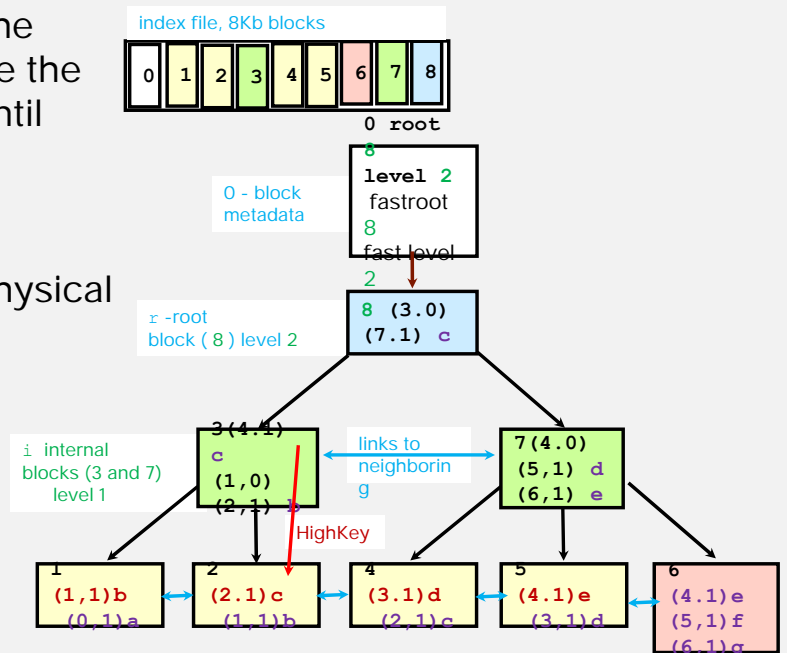 index file, 8Kb blocks
ne
e the
ntil
0 1 2 3 4 5 6 7 8
0 root
8
level 2
fastroot
8
fast level
2
0 - block
metadata
hysical
r -root
block ( 8 ) level 2
8 (3.0)
(7.1) c
i internal
blocks (3 and 7)
level 1
3(4.1)
c
(1,0)
(2,1) b
links to
neighborin
g
7(4.0)
(5,1) d
(6,1) e
HighKey
1
(1,1)b
(0,1)a
2
(2.1)c
(1,1)b
4
(3.1)d
(2,1)c
5
(4.1)e
(3,1)d
6
(4.1)e
(5,1)f
(6,1)g